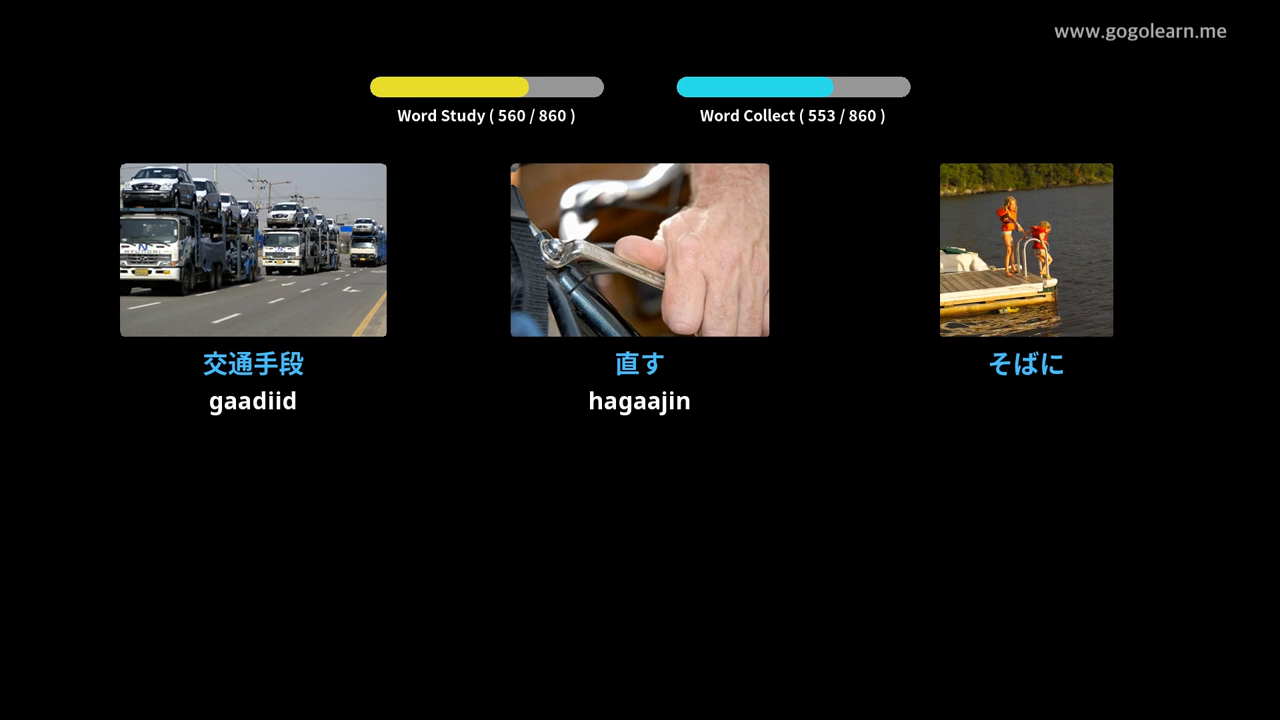 www.gogolearn.me
Word Study ( 560 / 860 )
Word Collect ( 553 / 860 )
交通手段
gaadiid
直す
hagaajin
そばに